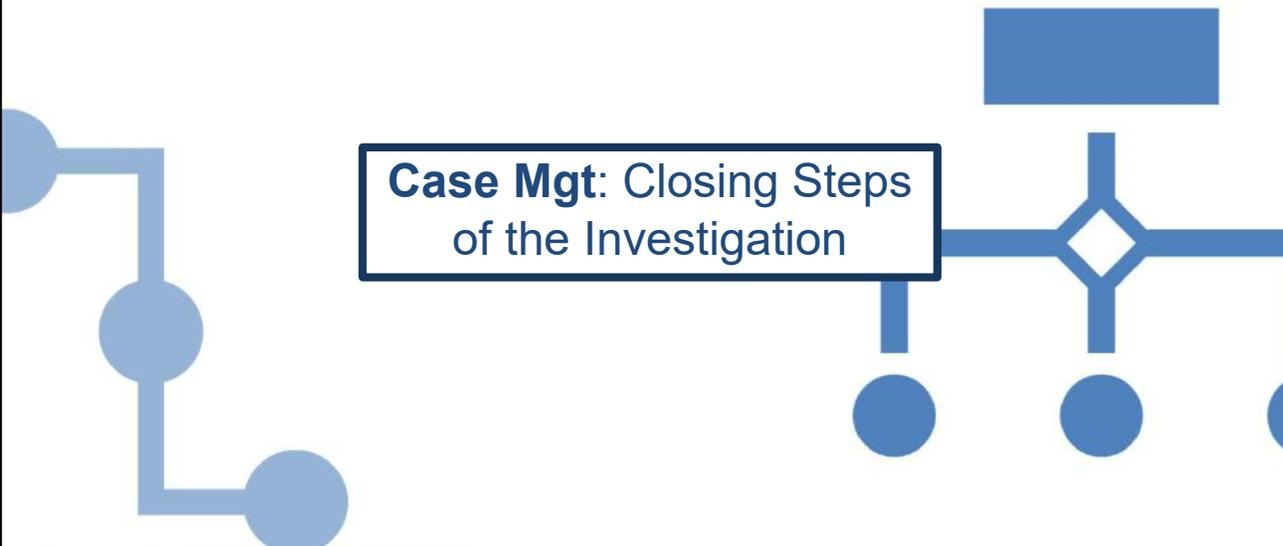 Case Mgt: Closing Steps
of the Investigation